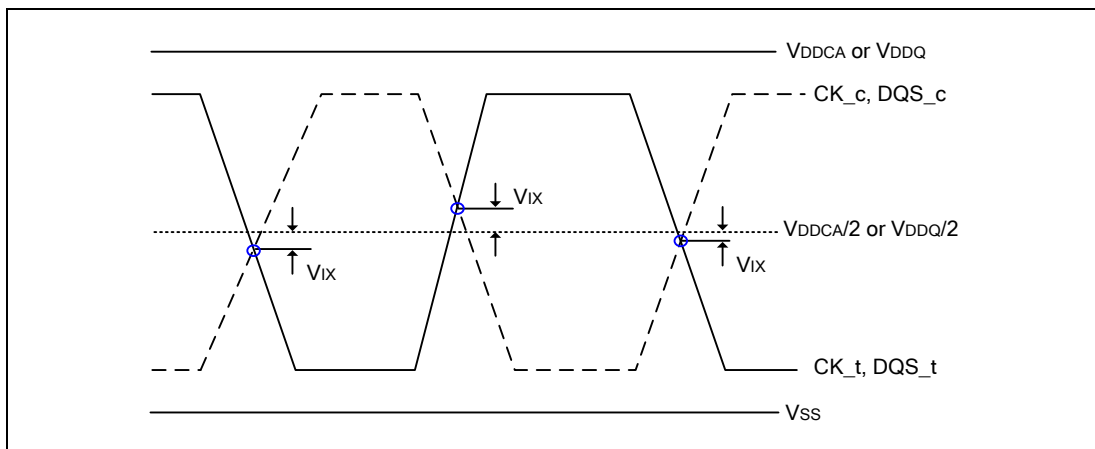 VDDCA or VDDQ
CK_c, DQS_c
VIX
VDDCA/2 or VDDQ/2
VIX
VIX
CK_t, DQS_t
VSS